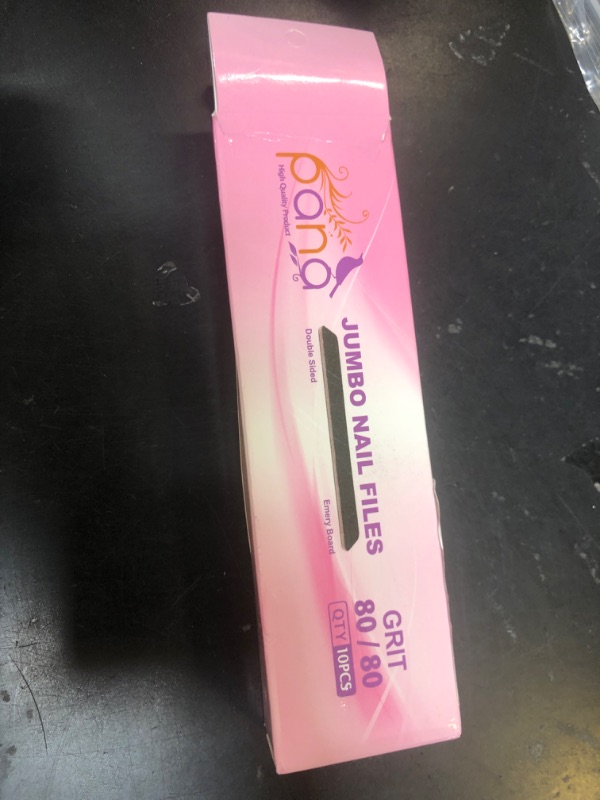 pana
High Quality Product
JUMBO NAIL FILES
Double Sided
Emery Board
GRIT
80 / 80
QTY 10PCS